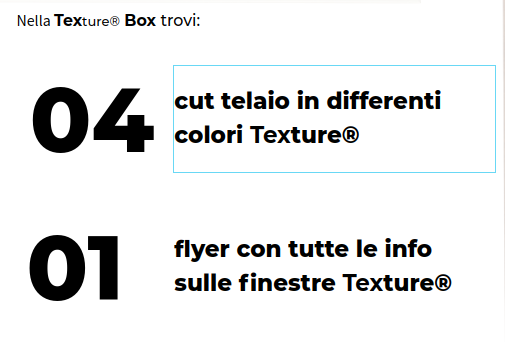 Nella Texture® Box trovi:
04
cut telaio in differenti
colori Texture®
01
flyer con tutte le info
sulle finestre Texture®